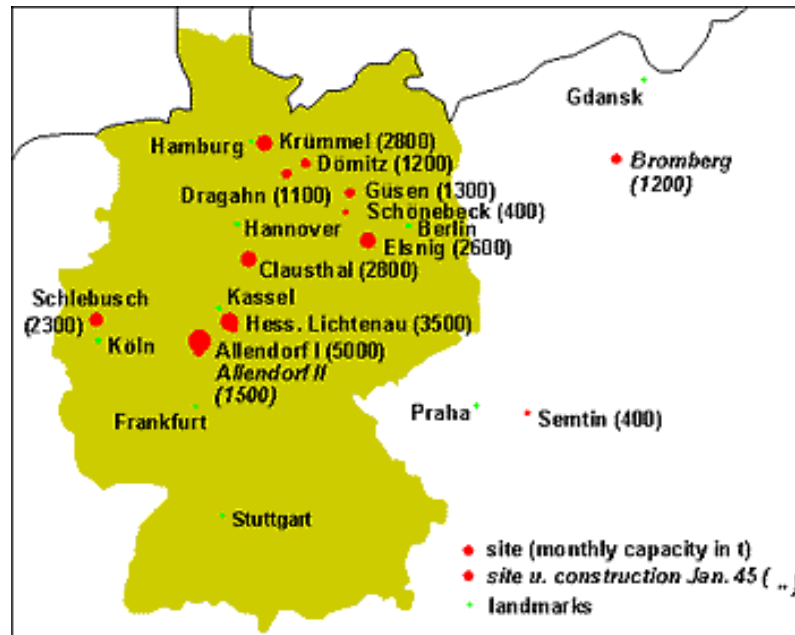 Gdansk
Hamburg
Krümmel (2800)
Dömitz (1200)
Bromberg
(1200)
Dragahn (1100)
Güsen (1300)
Schönebeck (400)
Hannover
Berlin
Elsnig (2600)
Clausthal (2800)
Schlebusch
(2300)
Kassel
Hess. Lichtenau (3500)
Köln
Allendorf I (5000)
Allendorf II
(1500)
Frankfurt
Praha
Semtin (400)
Stuttgart
site (monthly capacity in t)
site u. construction Jan. 45 ( „ )
landmarks